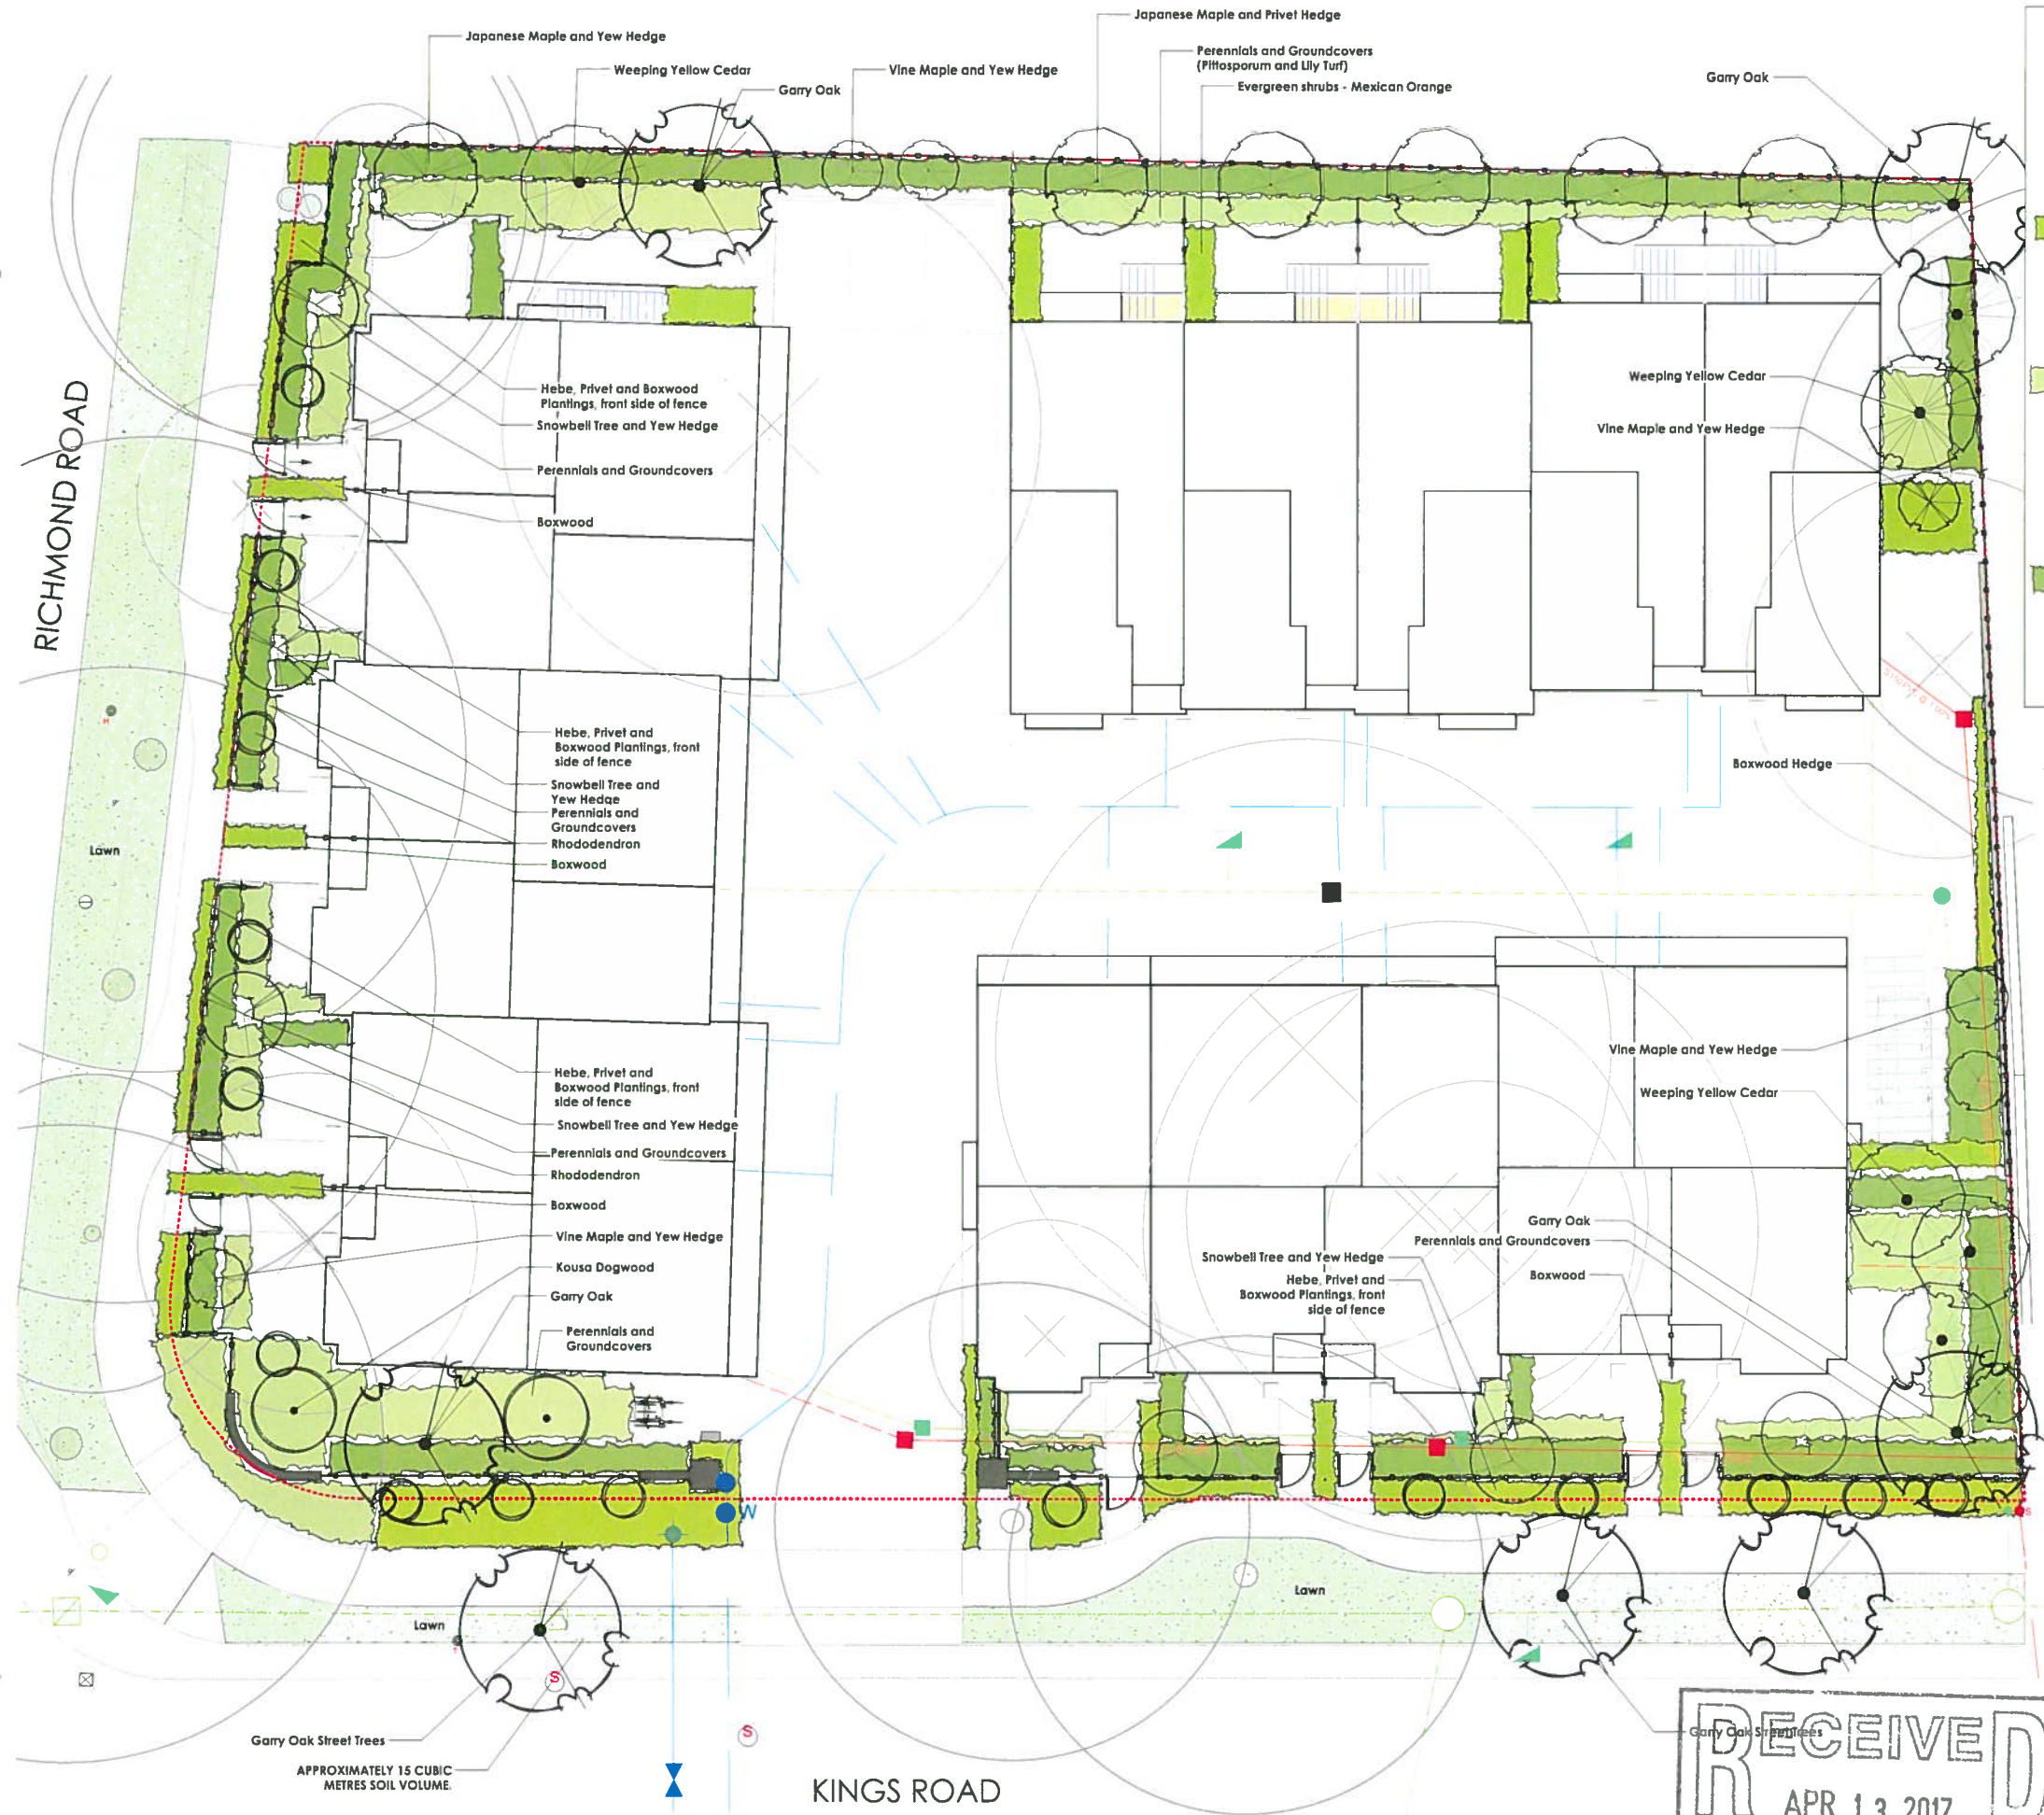 Japanese Maple and Privet Hedge
Japanese Maple and Yew Hedge
Perennials and Groundcovers
(Pittosporum and Lily Turf)
Weeping Yellow Cedar
Vine Maple and Yew Hedge
Garry Oak
Garry Oak
Evergreen shrubs - Mexican Orange
RICHMOND ROAD
Hebe, Privet and Boxwood
Plantings, front side of fence
Snowbell Tree and Yew Hedge
Perennials and Groundcovers
Boxwood
Weeping Yellow Cedar
Vine Maple and Yew Hedge
Hebe, Privet and
Boxwood Plantings, front
side of fence
Snowbell Tree and
Yew Hedge
Perennials and
Groundcovers
Rhododendron
Boxwood
Boxwood Hedge
Lawn
Hebe, Privet and
Boxwood Plantings, front
side of fence
Snowbell Tree and Yew Hedge
Perennials and Groundcovers
Rhododendron
Boxwood
Vine Maple and Yew Hedge
Kousa Dogwood
Garry Oak
Perennials and
Groundcovers
Vine Maple and Yew Hedge
Weeping Yellow Cedar
Garry Oak
Perennials and Groundcovers
Snowbell Tree and Yew Hedge
Hebe, Privet and
Boxwood Plantings, front
side of fence
Boxwood
W
Lawn
Lawn
S
S
Garry Oak Street Trees
APPROXIMATELY 15 CUBIC
METRES SOIL VOLUME.
KINGS ROAD
Garry Oak Street Trees
RECEIVED
APR 13 2017